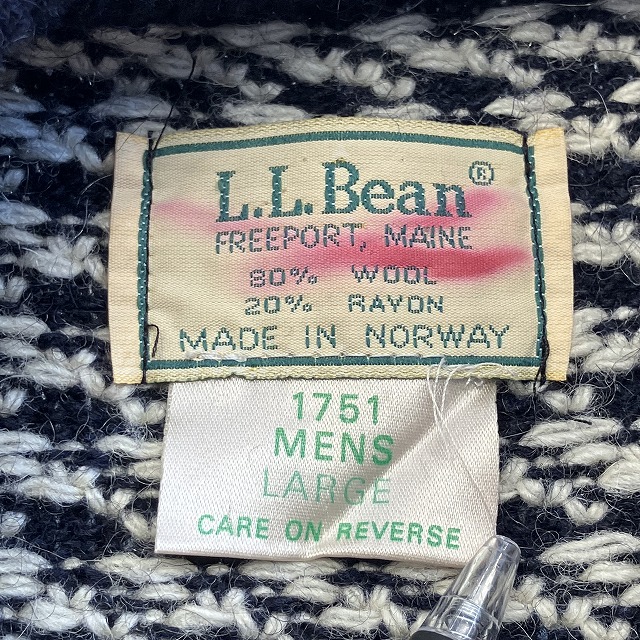 L.L.Bean®
FREEPORT, MAINE
80% WOOL
20% RAYON
MADE IN NORWAY
1751
MENS
LARGE
CARE ON REVERSE